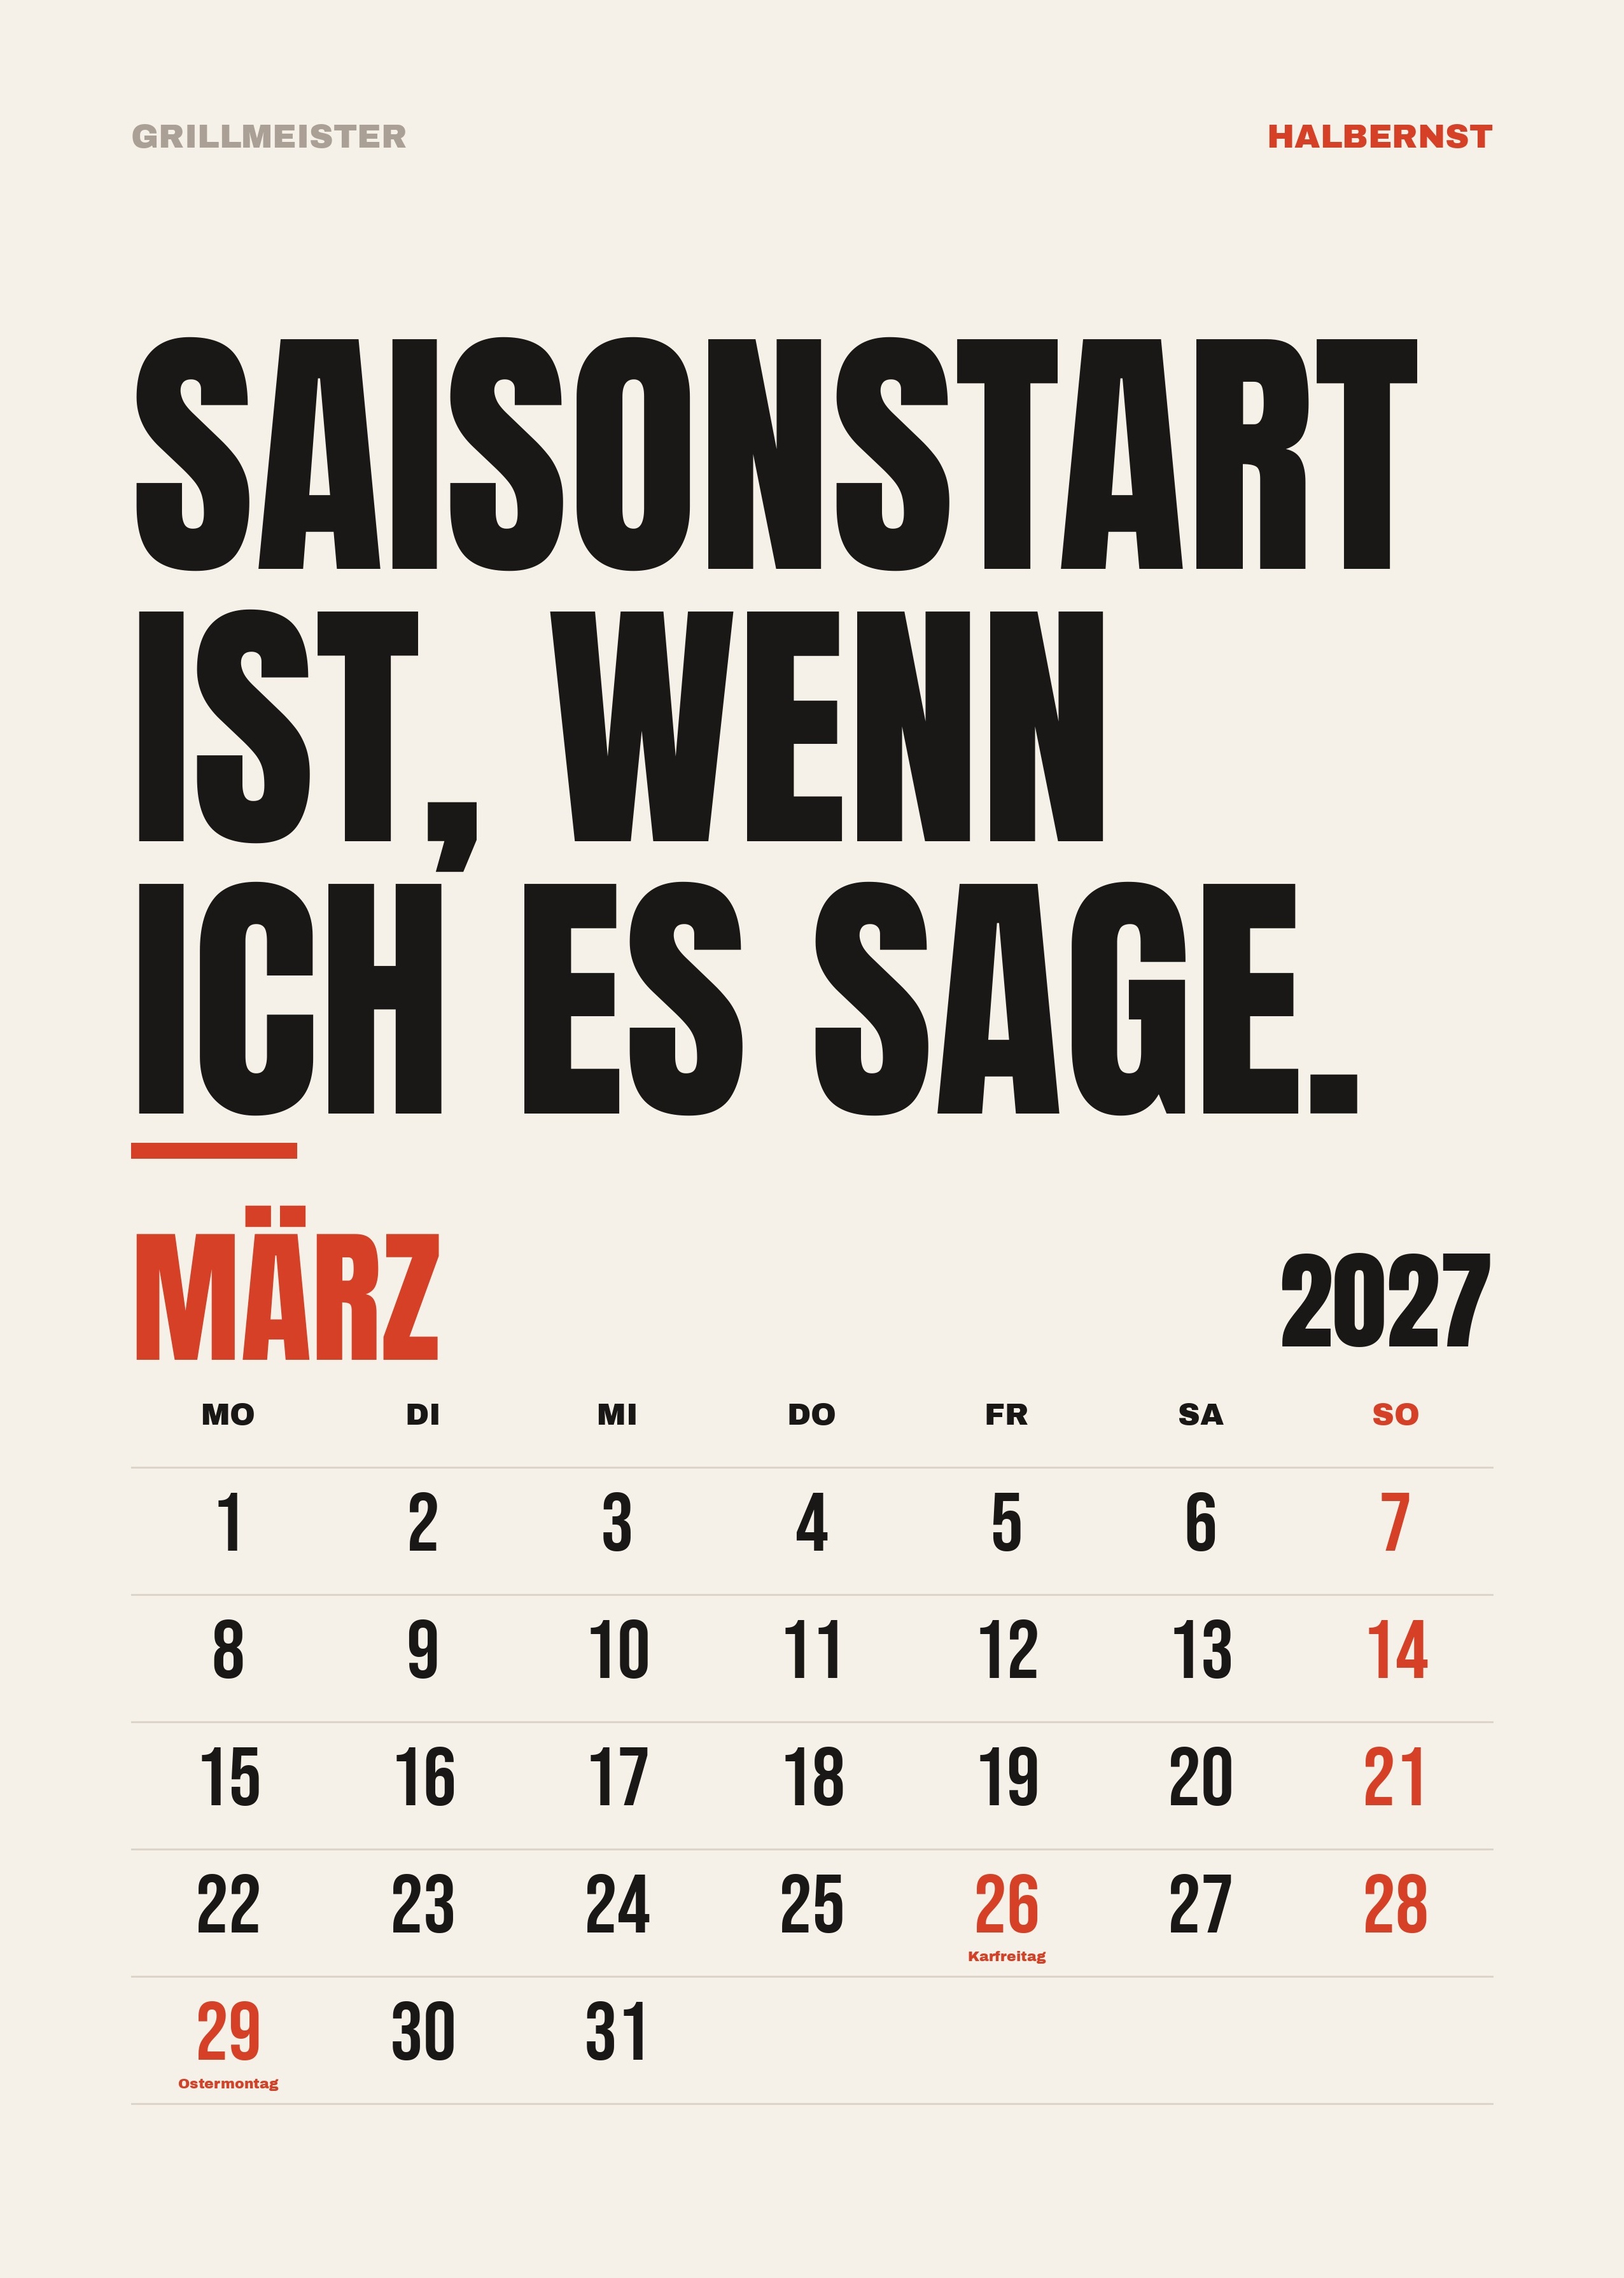 GRILLMEISTER HALBERNST
SAISONSTART
IST, WENN
ICH ES SAGE.
MÄRZ 2027
MO DI MI DO FR SA SO
1 2 3 4 5 6 7
8 9 10 11 12 13 14
15 16 17 18 19 20 21
22 23 24 25 26 27 28
Karfreitag
29 30 31
Ostermontag